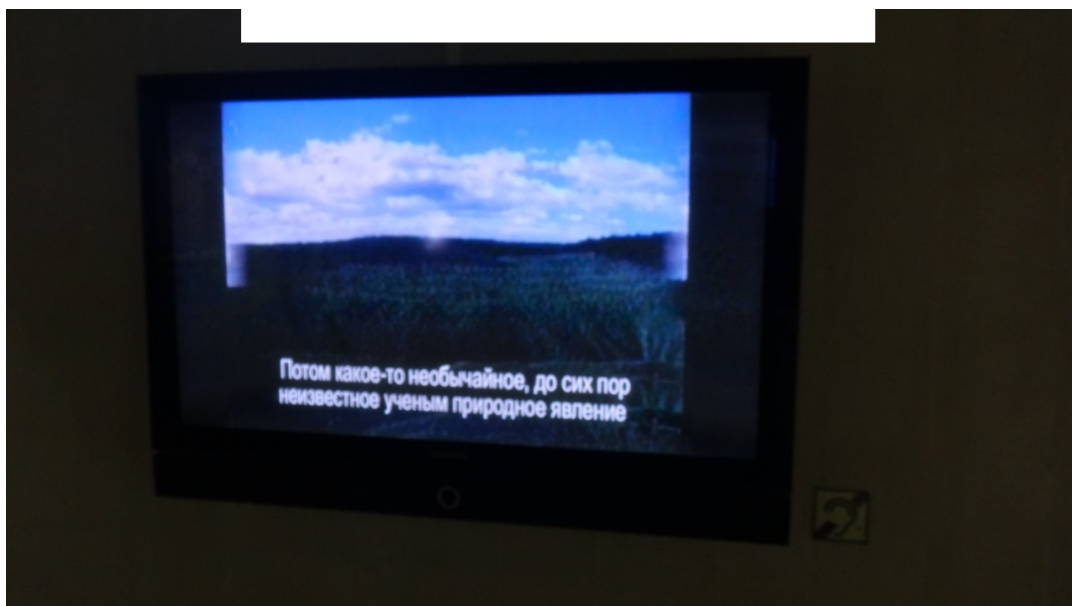 Потом какое-то необычайное, до сих пор
неизвестное ученым природное явление